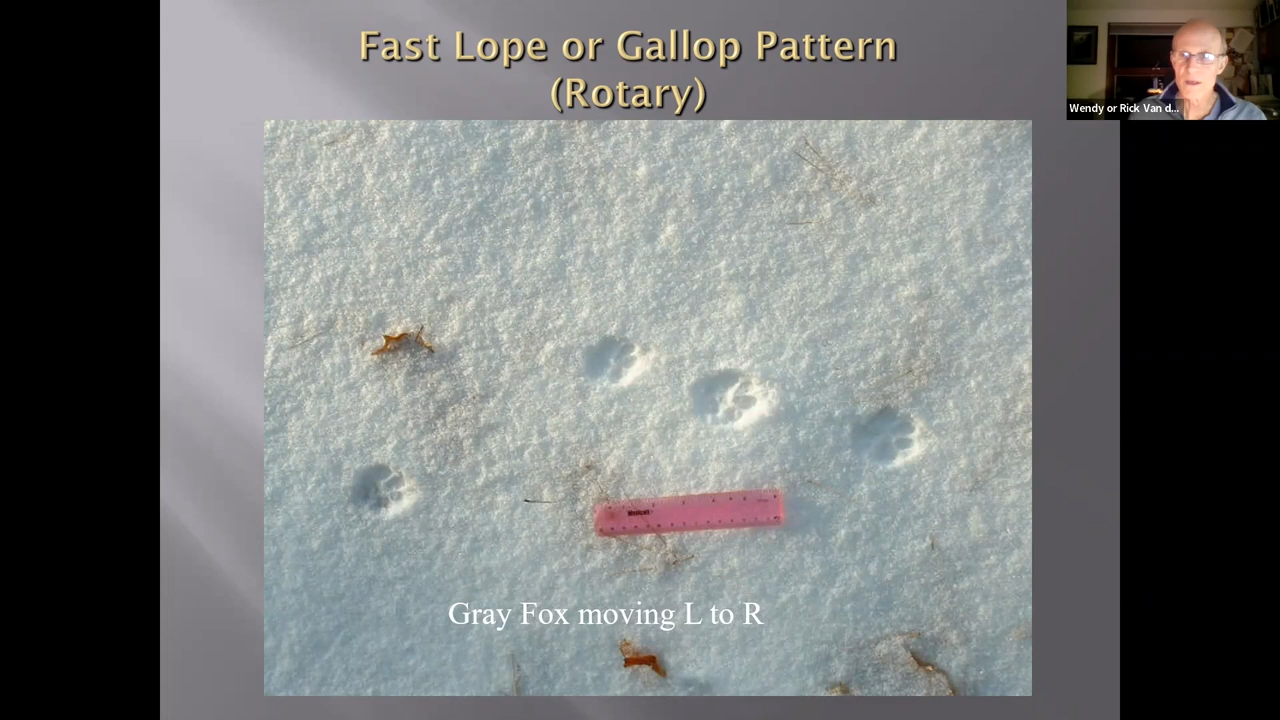 Fast Lope or Gallop Pattern
(Rotary)
Wendy or Rick Van d...
Gray Fox moving L to R